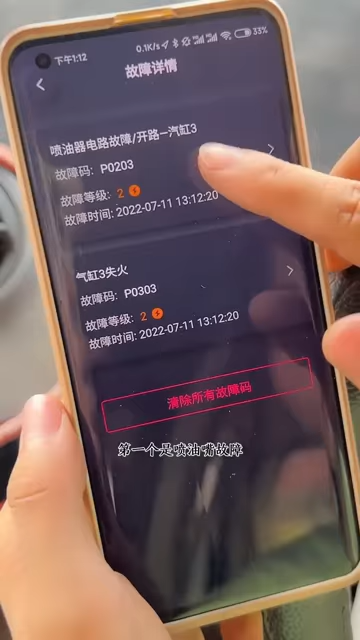 下午1:12
0.1K/s
33%
故障详情
喷油器电路故障/开路-汽缸3
故障码: P0203
故障等级: 2
故障时间: 2022-07-11 13:12:20
气缸3失火
故障码: P0303
故障等级: 2
故障时间: 2022-07-11 13:12:20
清除所有故障码
第一个是喷油嘴故障